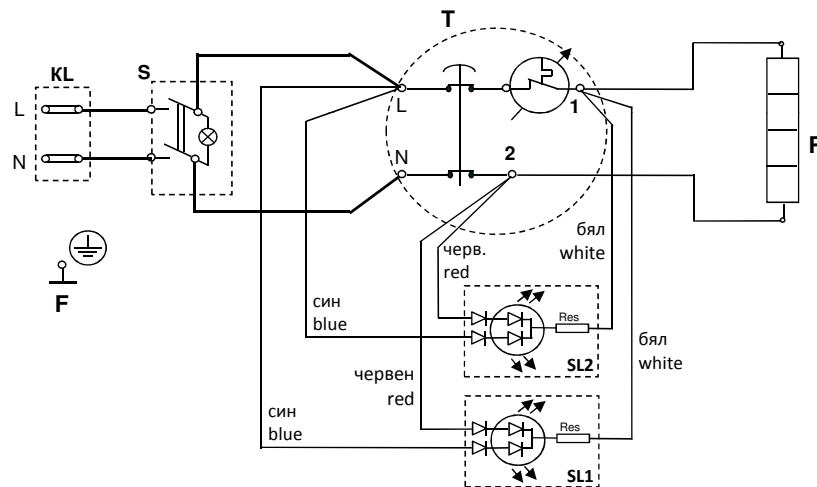 T
KL
S
L
N
L
1
N
2
R
F
бял
white
черв.
red
син
blue
Res
SL2
бял
white
червен
red
син
blue
Res
SL1